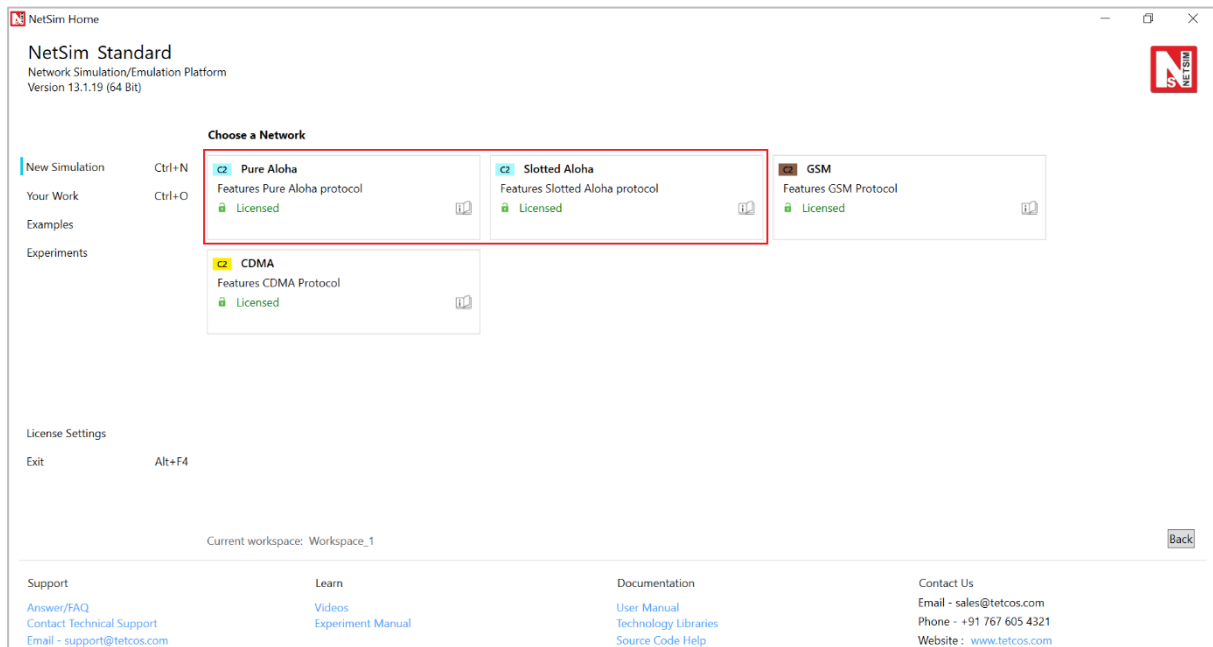 NetSim Home
NetSim Standard
Network Simulation/Emulation Platform
Version 13.1.19 (64 Bit)
NETSIM
Choose a Network
New Simulation Ctrl+N
Your Work Ctrl+O
Examples
Experiments
C2 Pure Aloha
Features Pure Aloha protocol
Licensed
C2 Slotted Aloha
Features Slotted Aloha protocol
Licensed
C2 GSM
Features GSM Protocol
Licensed
C2 CDMA
Features CDMA Protocol
Licensed
License Settings
Exit Alt+F4
Current workspace: Workspace_1
Back
Support
Answer/FAQ
Contact Technical Support
Email - support@tetcos.com
Learn
Videos
Experiment Manual
Documentation
User Manual
Technology Libraries
Source Code Help
Contact Us
Email - sales@tetcos.com
Phone - +91 767 605 4321
Website : www.tetcos.com